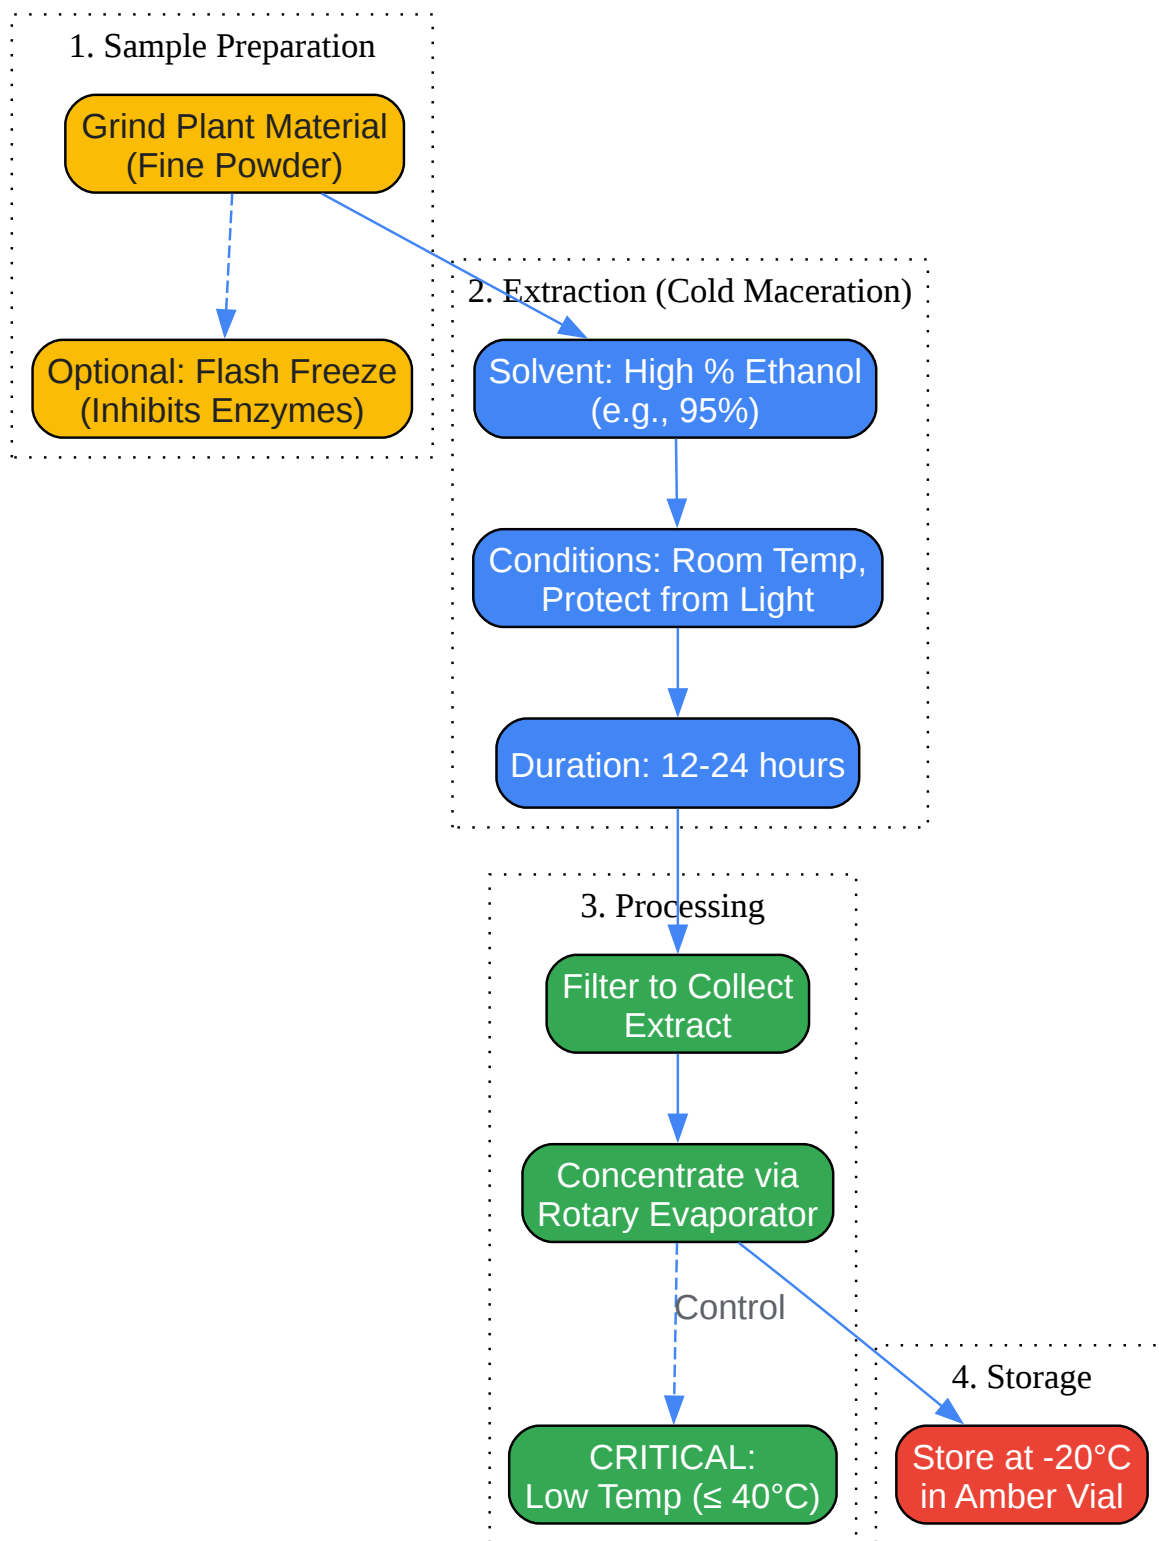 1. Sample Preparation
Grind Plant Material
(Fine Powder)
Optional: Flash Freeze
(Inhibits Enzymes)
2. Extraction (Cold Maceration)
Solvent: High % Ethanol
(e.g., 95%)
Conditions: Room Temp,
Protect from Light
Duration: 12-24 hours
3. Processing
Filter to Collect
Extract
Concentrate via
Rotary Evaporator
Control
CRITICAL:
Low Temp (≤ 40°C)
4. Storage
Store at -20°C
in Amber Vial